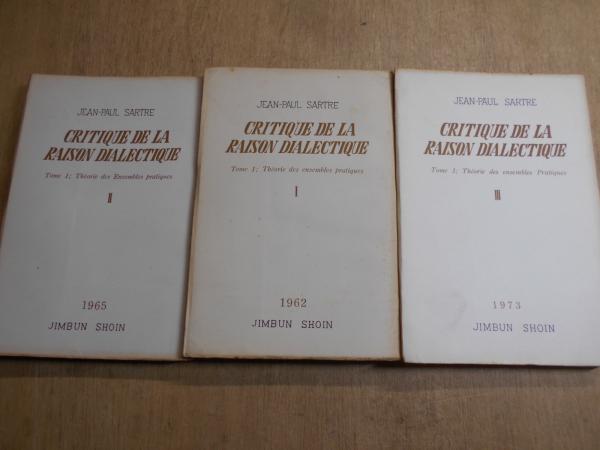 JEAN-PAUL SARTRE
CRITIQUE DE LA
RAISON DIALECTIQUE
Tome 1; Théorie des Ensembles pratiques
II
1965
JIMBUN SHOIN
JEAN-PAUL SARTRE
CRITIQUE DE LA
RAISON DIALECTIQUE
Tome 1; Théorie des ensembles pratiques
I
1962
JIMBUN SHOIN
JEAN-PAUL SARTRE
CRITIQUE DE LA
RAISON DIALECTIQUE
Tome 1; Théorie des ensembles Pratiques
III
1973
JIMBUN SHOIN